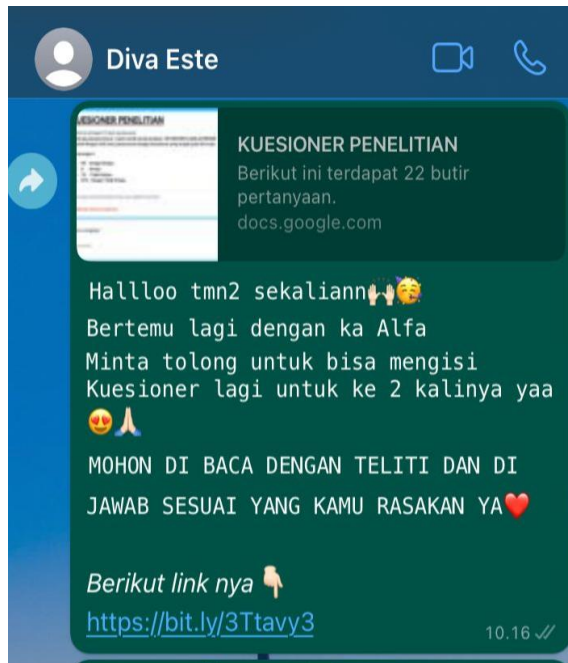 Diva Este
KUESIONER PENELITIAN
KUESIONER PENELITIAN
Berikut ini terdapat 22 butir
pertanyaan.
docs.google.com
Hallloo tmn2 sekaliann🙌🏻🥳
Bertemu lagi dengan ka Alfa
Minta tolong untuk bisa mengisi
Kuesioner lagi untuk ke 2 kalinya yaa
😍🙏🏻
MOHON DI BACA DENGAN TELITI DAN DI
JAWAB SESUAI YANG KAMU RASAKAN YA❤️
Berikut link nya 👇🏻
https://bit.ly/3Ttavy3
10.16